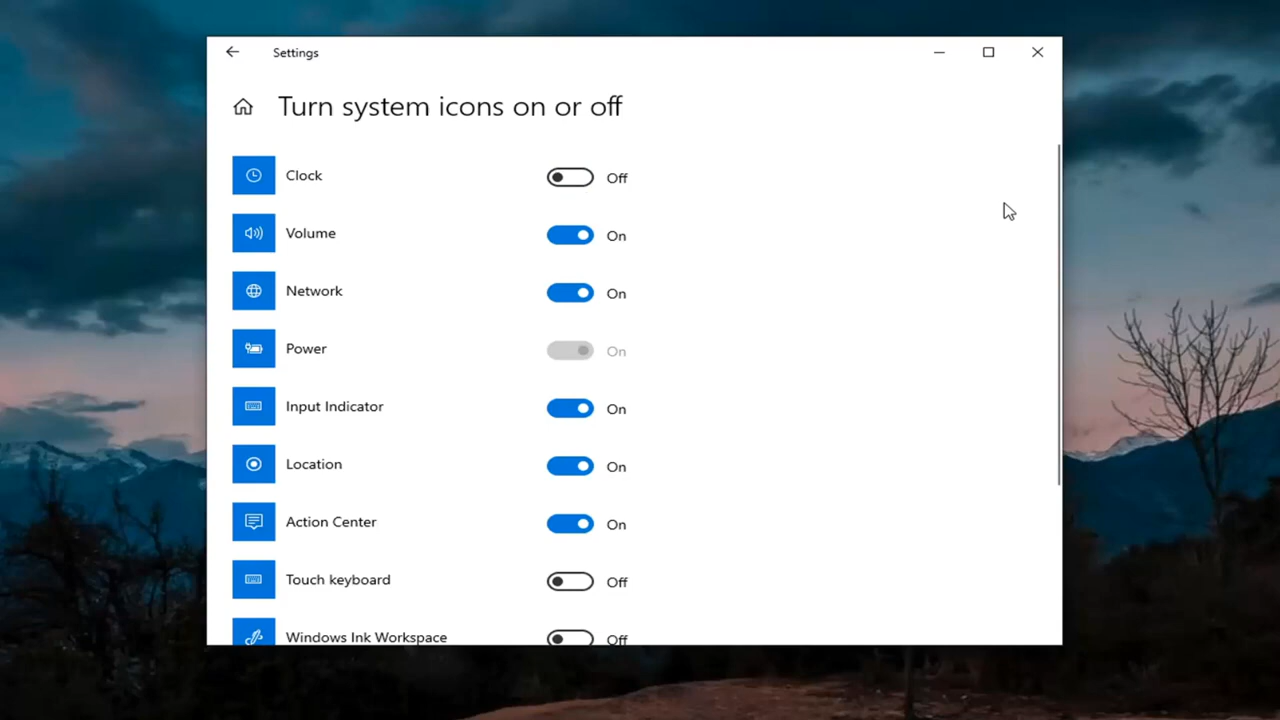 Settings
Turn system icons on or off
Clock Off
Volume On
Network On
Power On
Input Indicator On
Location On
Action Center On
Touch keyboard Off
Windows Ink Workspace Off